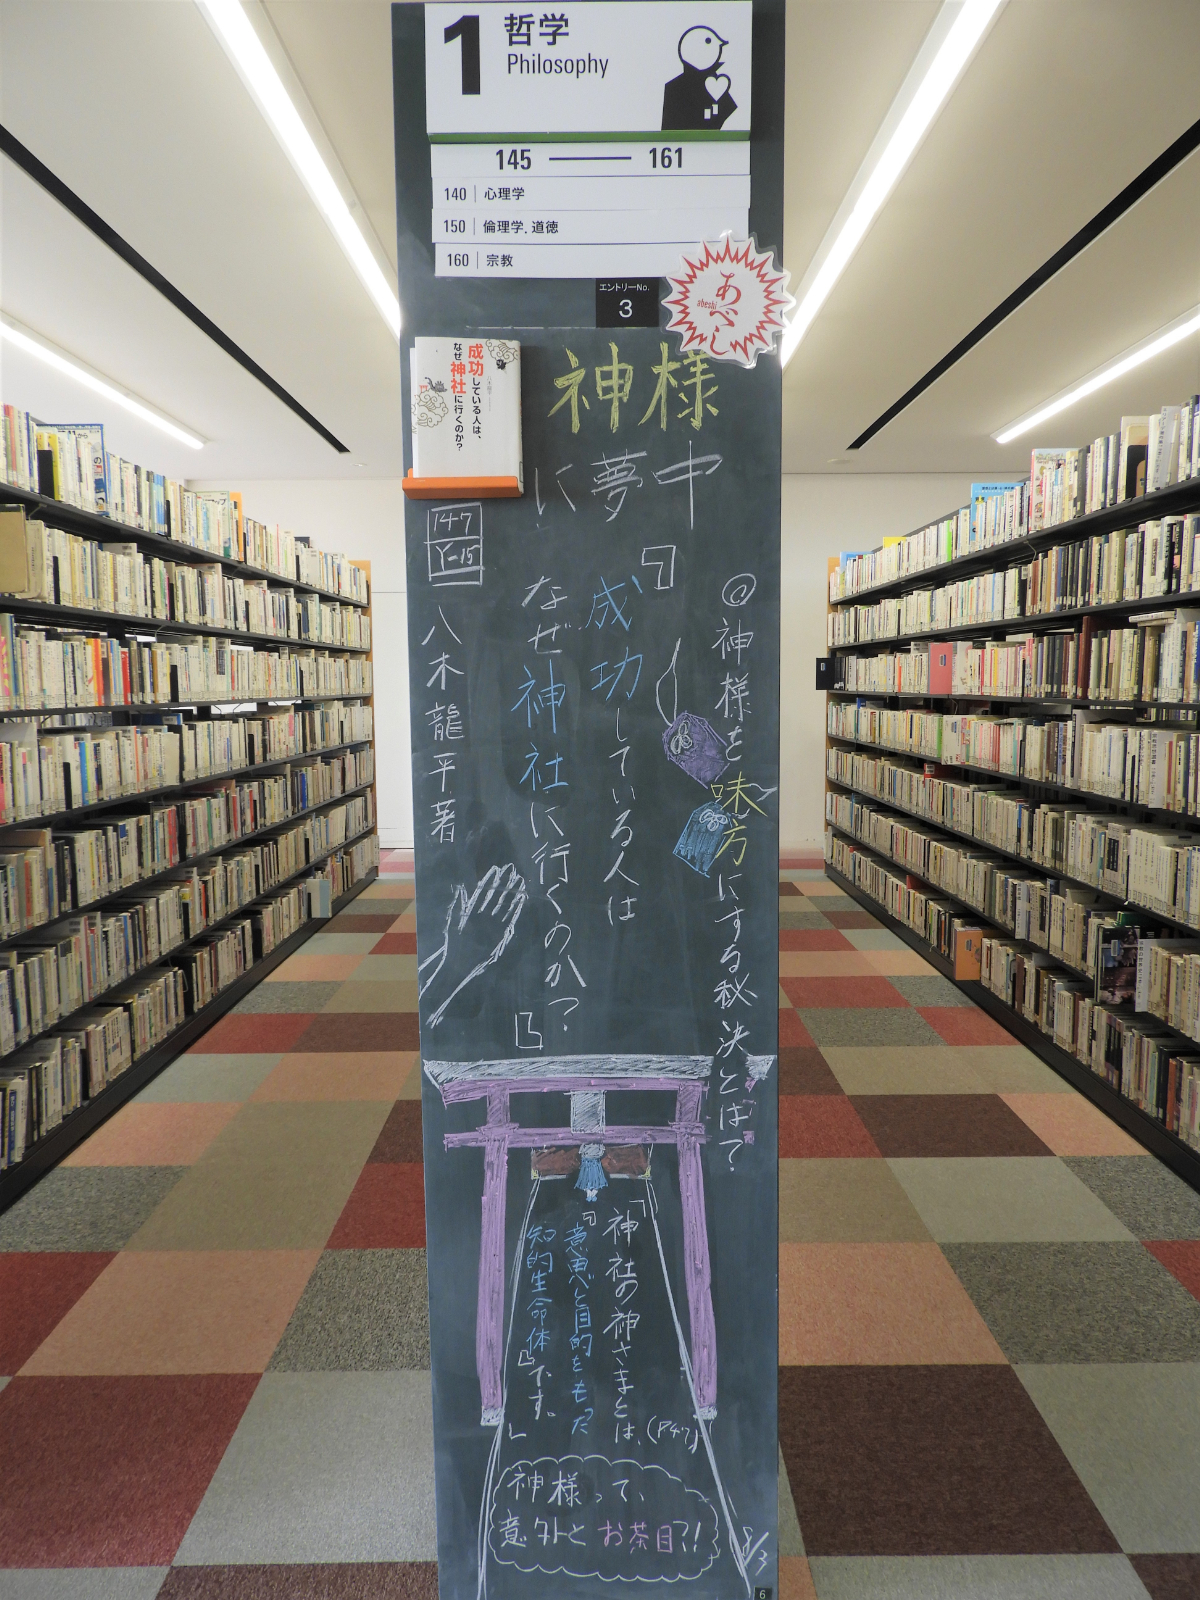 1 哲学
Philosophy
145 — 161
140 | 心理学
150 | 倫理学. 道徳
160 | 宗教
エントリーNo.
3
あべし
abeshi
成功している人は、
なぜ神社に行くのか?
神様
に夢中
@神様を味方にする秘決とは?
『成功している人は
なぜ神社に行くのか?』
147
Y-15
八木龍平著
「神社の神さまとは、(P47)
『意思と目的をもた
知的生命体』です。」
神様って、
意外とお茶目?!
8/3
6